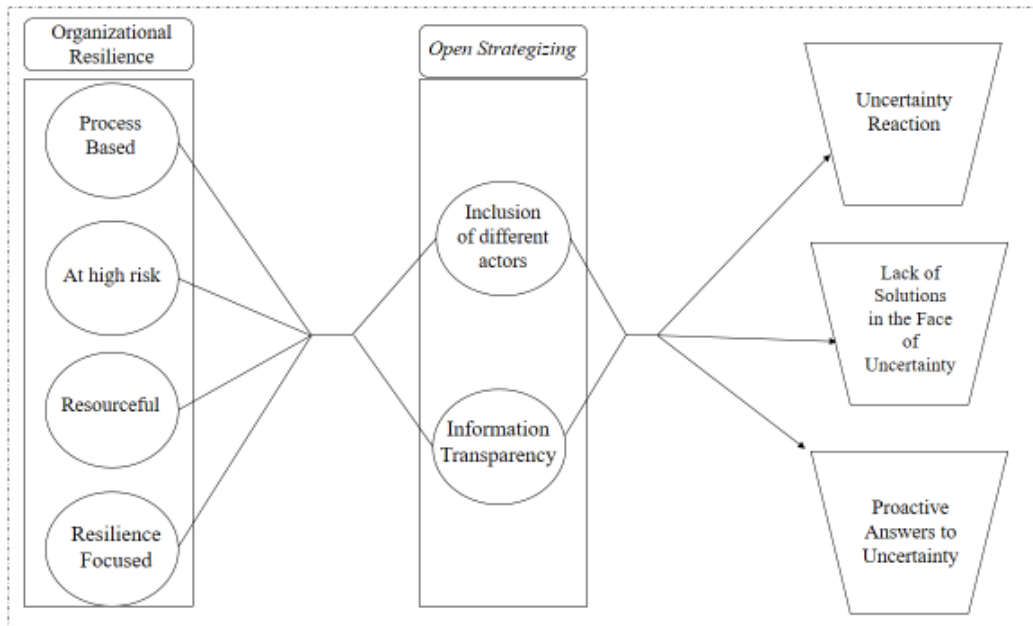 Organizational
Resilience
Process
Based
At high risk
Resourceful
Resilience
Focused
Open Strategizing
Inclusion
of different
actors
Information
Transparency
Uncertainty
Reaction
Lack of
Solutions
in the Face
of
Uncertainty
Proactive
Answers to
Uncertainty